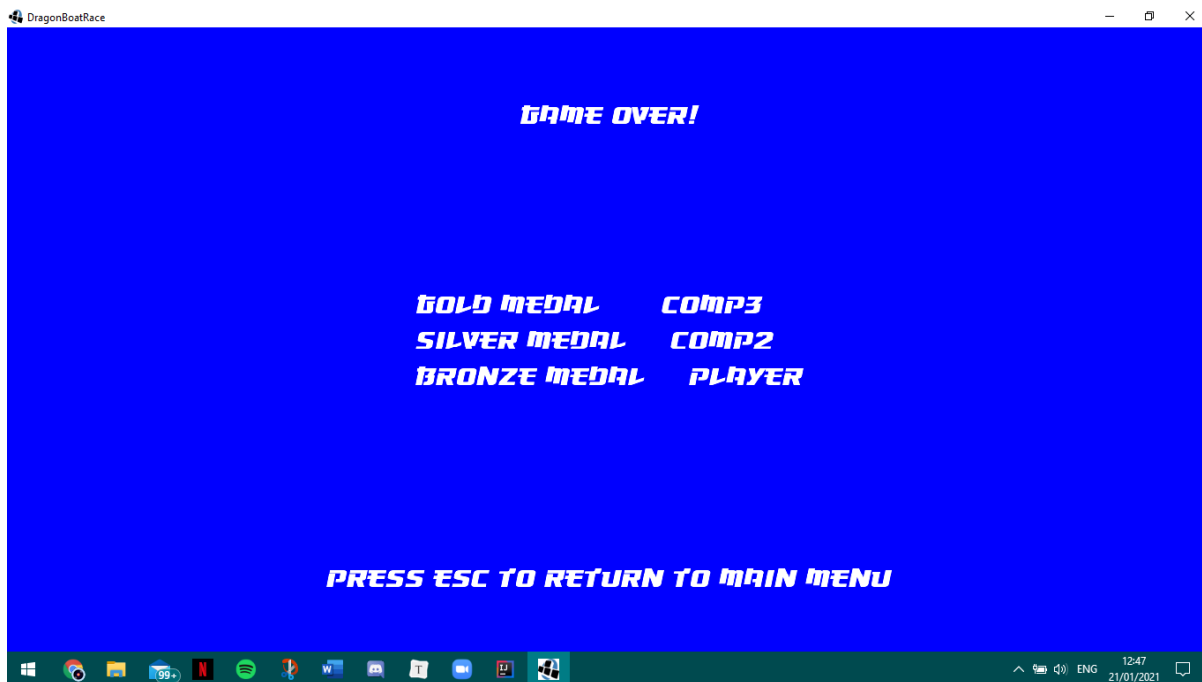 DragonBoatRace
GAME OVER!
GOLD MEDAL COMP3
SILVER MEDAL COMP2
BRONZE MEDAL PLAYER
PRESS ESC TO RETURN TO MAIN MENU
99+
N
W
T
IJ
ENG
12:47
21/01/2021